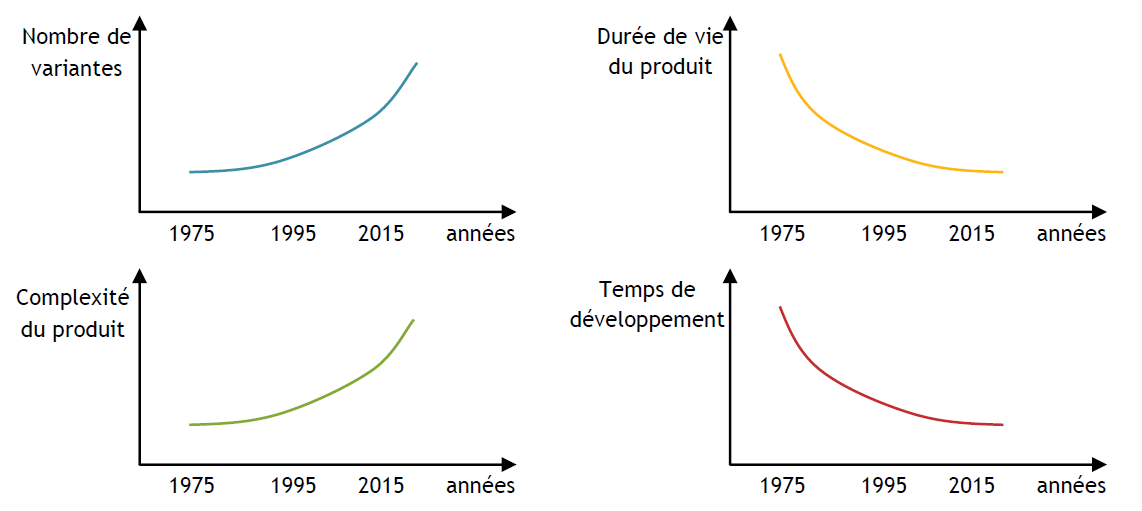 Nombre de
variantes
1975 1995 2015 années
Durée de vie
du produit
1975 1995 2015 années
Complexité
du produit
1975 1995 2015 années
Temps de
développement
1975 1995 2015 années